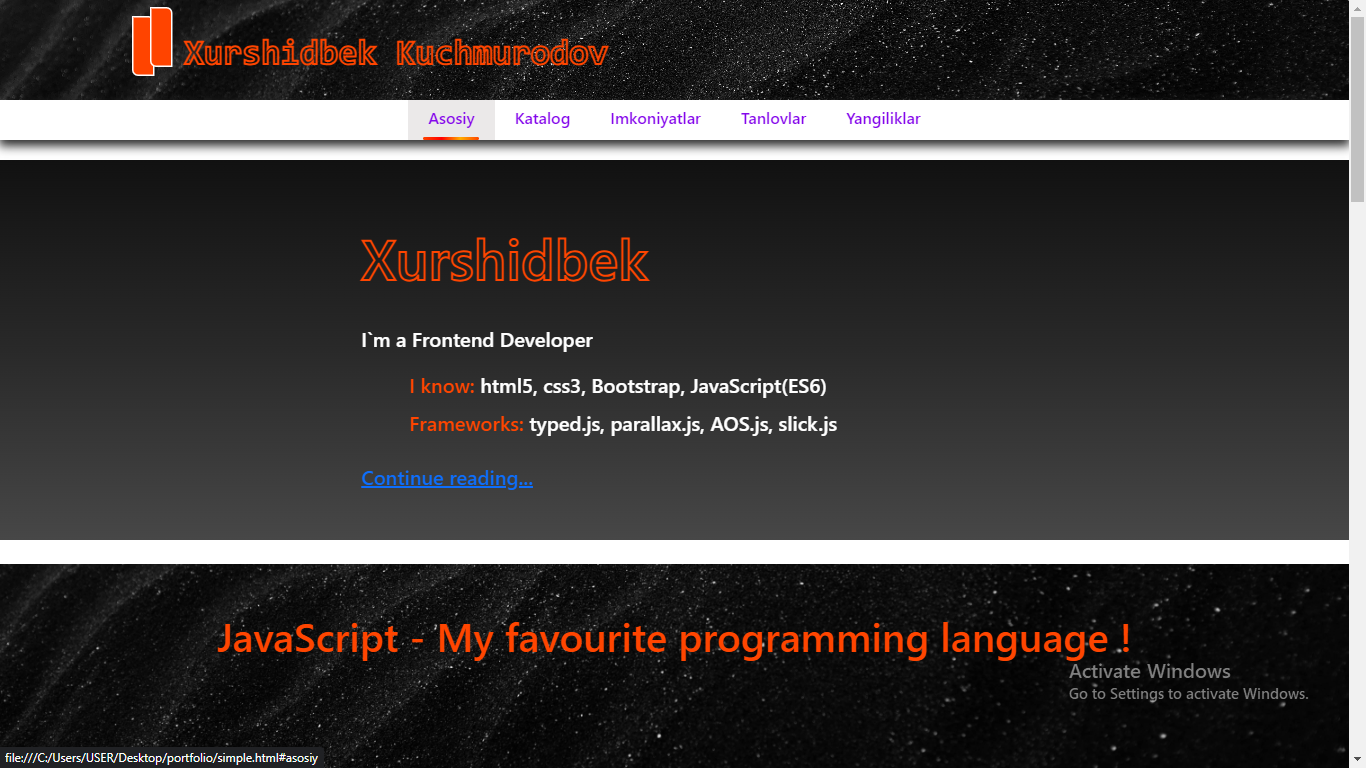 Xurshidbek Kuchmurodov
Asosiy Katalog Imkoniyatlar Tanlovlar Yangiliklar
Xurshidbek
I`m a Frontend Developer
I know: html5, css3, Bootstrap, JavaScript(ES6)
Frameworks: typed.js, parallax.js, AOS.js, slick.js
Continue reading...
JavaScript - My favourite programming language !
Activate Windows
Go to Settings to activate Windows.
file:///C:/Users/USER/Desktop/portfolio/simple.html#asosiy